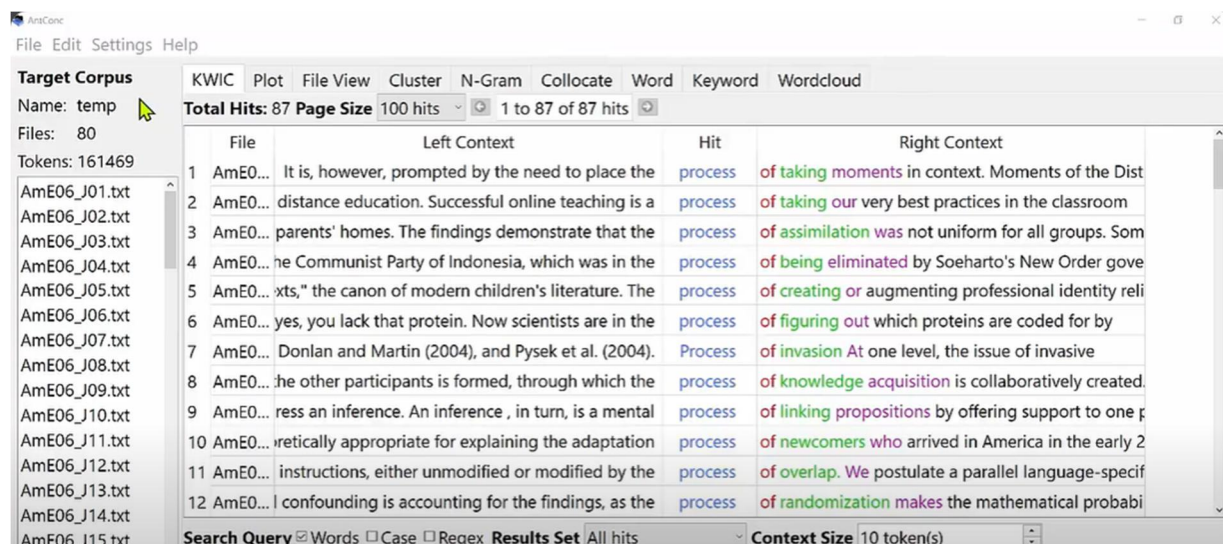 AntConc
File Edit Settings Help
Target Corpus
Name: temp
Files: 80
Tokens: 161469
AmE06_J01.txt
AmE06_J02.txt
AmE06_J03.txt
AmE06_J04.txt
AmE06_J05.txt
AmE06_J06.txt
AmE06_J07.txt
AmE06_J08.txt
AmE06_J09.txt
AmE06_J10.txt
AmE06_J11.txt
AmE06_J12.txt
AmE06_J13.txt
AmE06_J14.txt
AmE06_J15.txt
KWIC Plot File View Cluster N-Gram Collocate Word Keyword Wordcloud
Total Hits: 87 Page Size 100 hits 1 to 87 of 87 hits
File Left Context Hit Right Context
1 AmE0... It is, however, prompted by the need to place the process of taking moments in context. Moments of the Dist
2 AmE0... distance education. Successful online teaching is a process of taking our very best practices in the classroom
3 AmE0... parents' homes. The findings demonstrate that the process of assimilation was not uniform for all groups. Som
4 AmE0... he Communist Party of Indonesia, which was in the process of being eliminated by Soeharto's New Order gove
5 AmE0... xts," the canon of modern children's literature. The process of creating or augmenting professional identity reli
6 AmE0... yes, you lack that protein. Now scientists are in the process of figuring out which proteins are coded for by
7 AmE0... Donlan and Martin (2004), and Pysek et al. (2004). Process of invasion At one level, the issue of invasive
8 AmE0... the other participants is formed, through which the process of knowledge acquisition is collaboratively created.
9 AmE0... ress an inference. An inference , in turn, is a mental process of linking propositions by offering support to one p
10 AmE0... retically appropriate for explaining the adaptation process of newcomers who arrived in America in the early 2
11 AmE0... instructions, either unmodified or modified by the process of overlap. We postulate a parallel language-specif
12 AmE0... l confounding is accounting for the findings, as the process of randomization makes the mathematical probabi
Search Query Words Case Regex Results Set All hits Context Size 10 token(s)